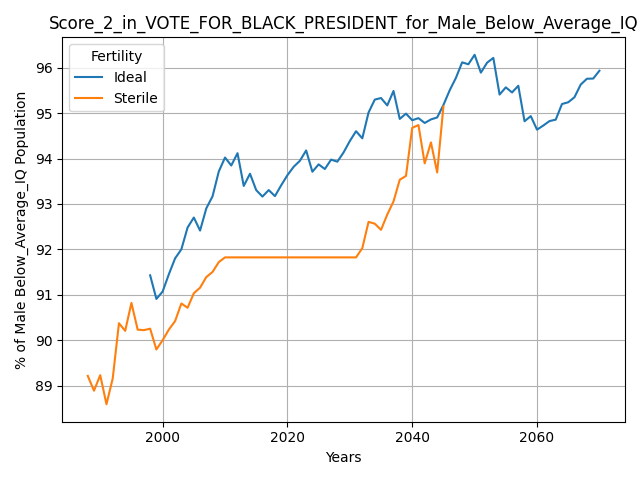 Score_2_in_VOTE_FOR_BLACK_PRESIDENT_for_Male_Below_Average_IQ
Fertility
Ideal
Sterile
% of Male Below_Average_IQ Population
96
95
94
93
92
91
90
89
2000
2020
2040
2060
Years